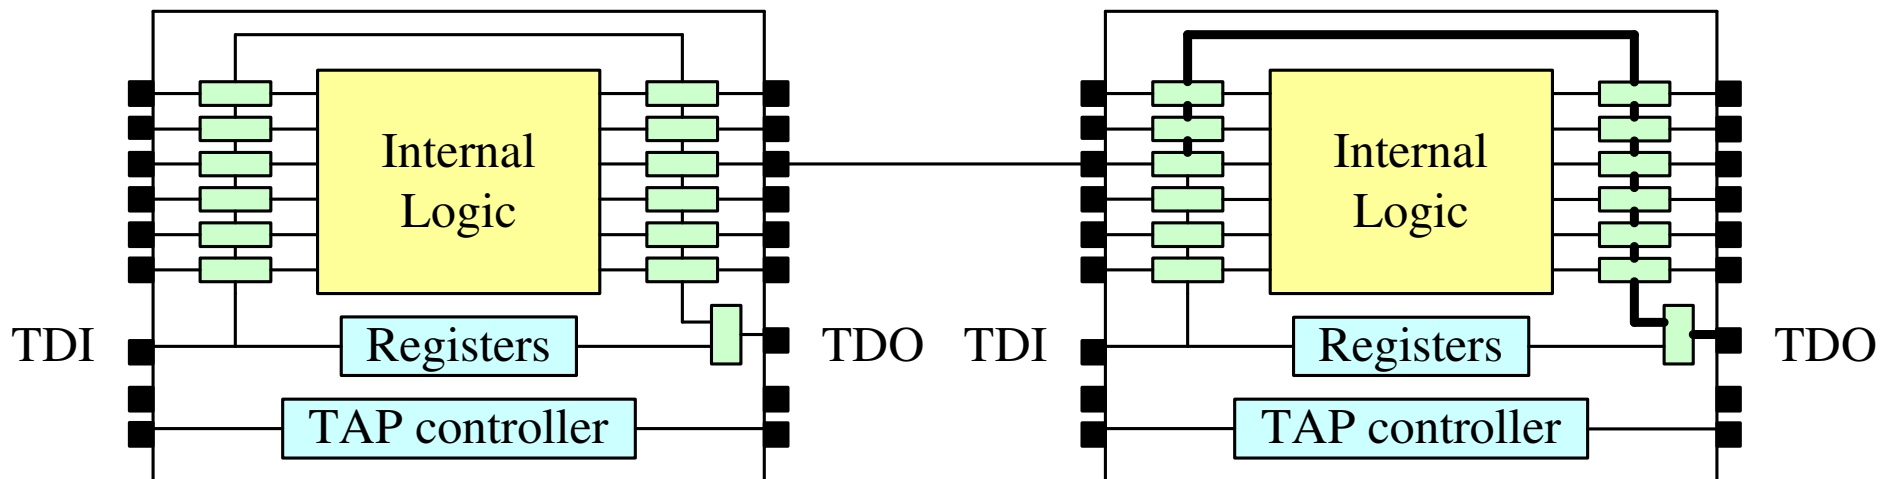 Internal
Logic
Internal
Logic
TDI
Registers
TDO
TDI
Registers
TDO
TAP controller
TAP controller